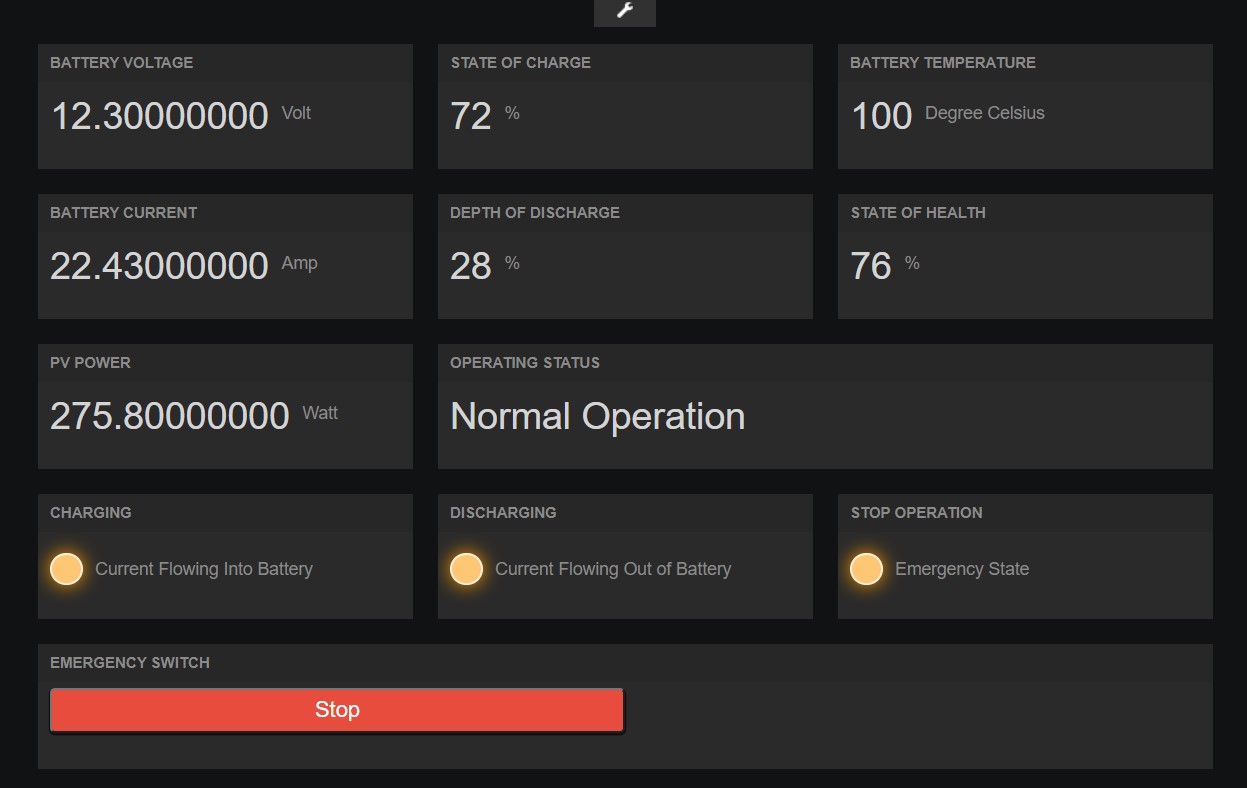 BATTERY VOLTAGE
12.30000000 Volt
STATE OF CHARGE
72 %
BATTERY TEMPERATURE
100 Degree Celsius
BATTERY CURRENT
22.43000000 Amp
DEPTH OF DISCHARGE
28 %
STATE OF HEALTH
76 %
PV POWER
275.80000000 Watt
OPERATING STATUS
Normal Operation
CHARGING
Current Flowing Into Battery
DISCHARGING
Current Flowing Out of Battery
STOP OPERATION
Emergency State
EMERGENCY SWITCH
Stop